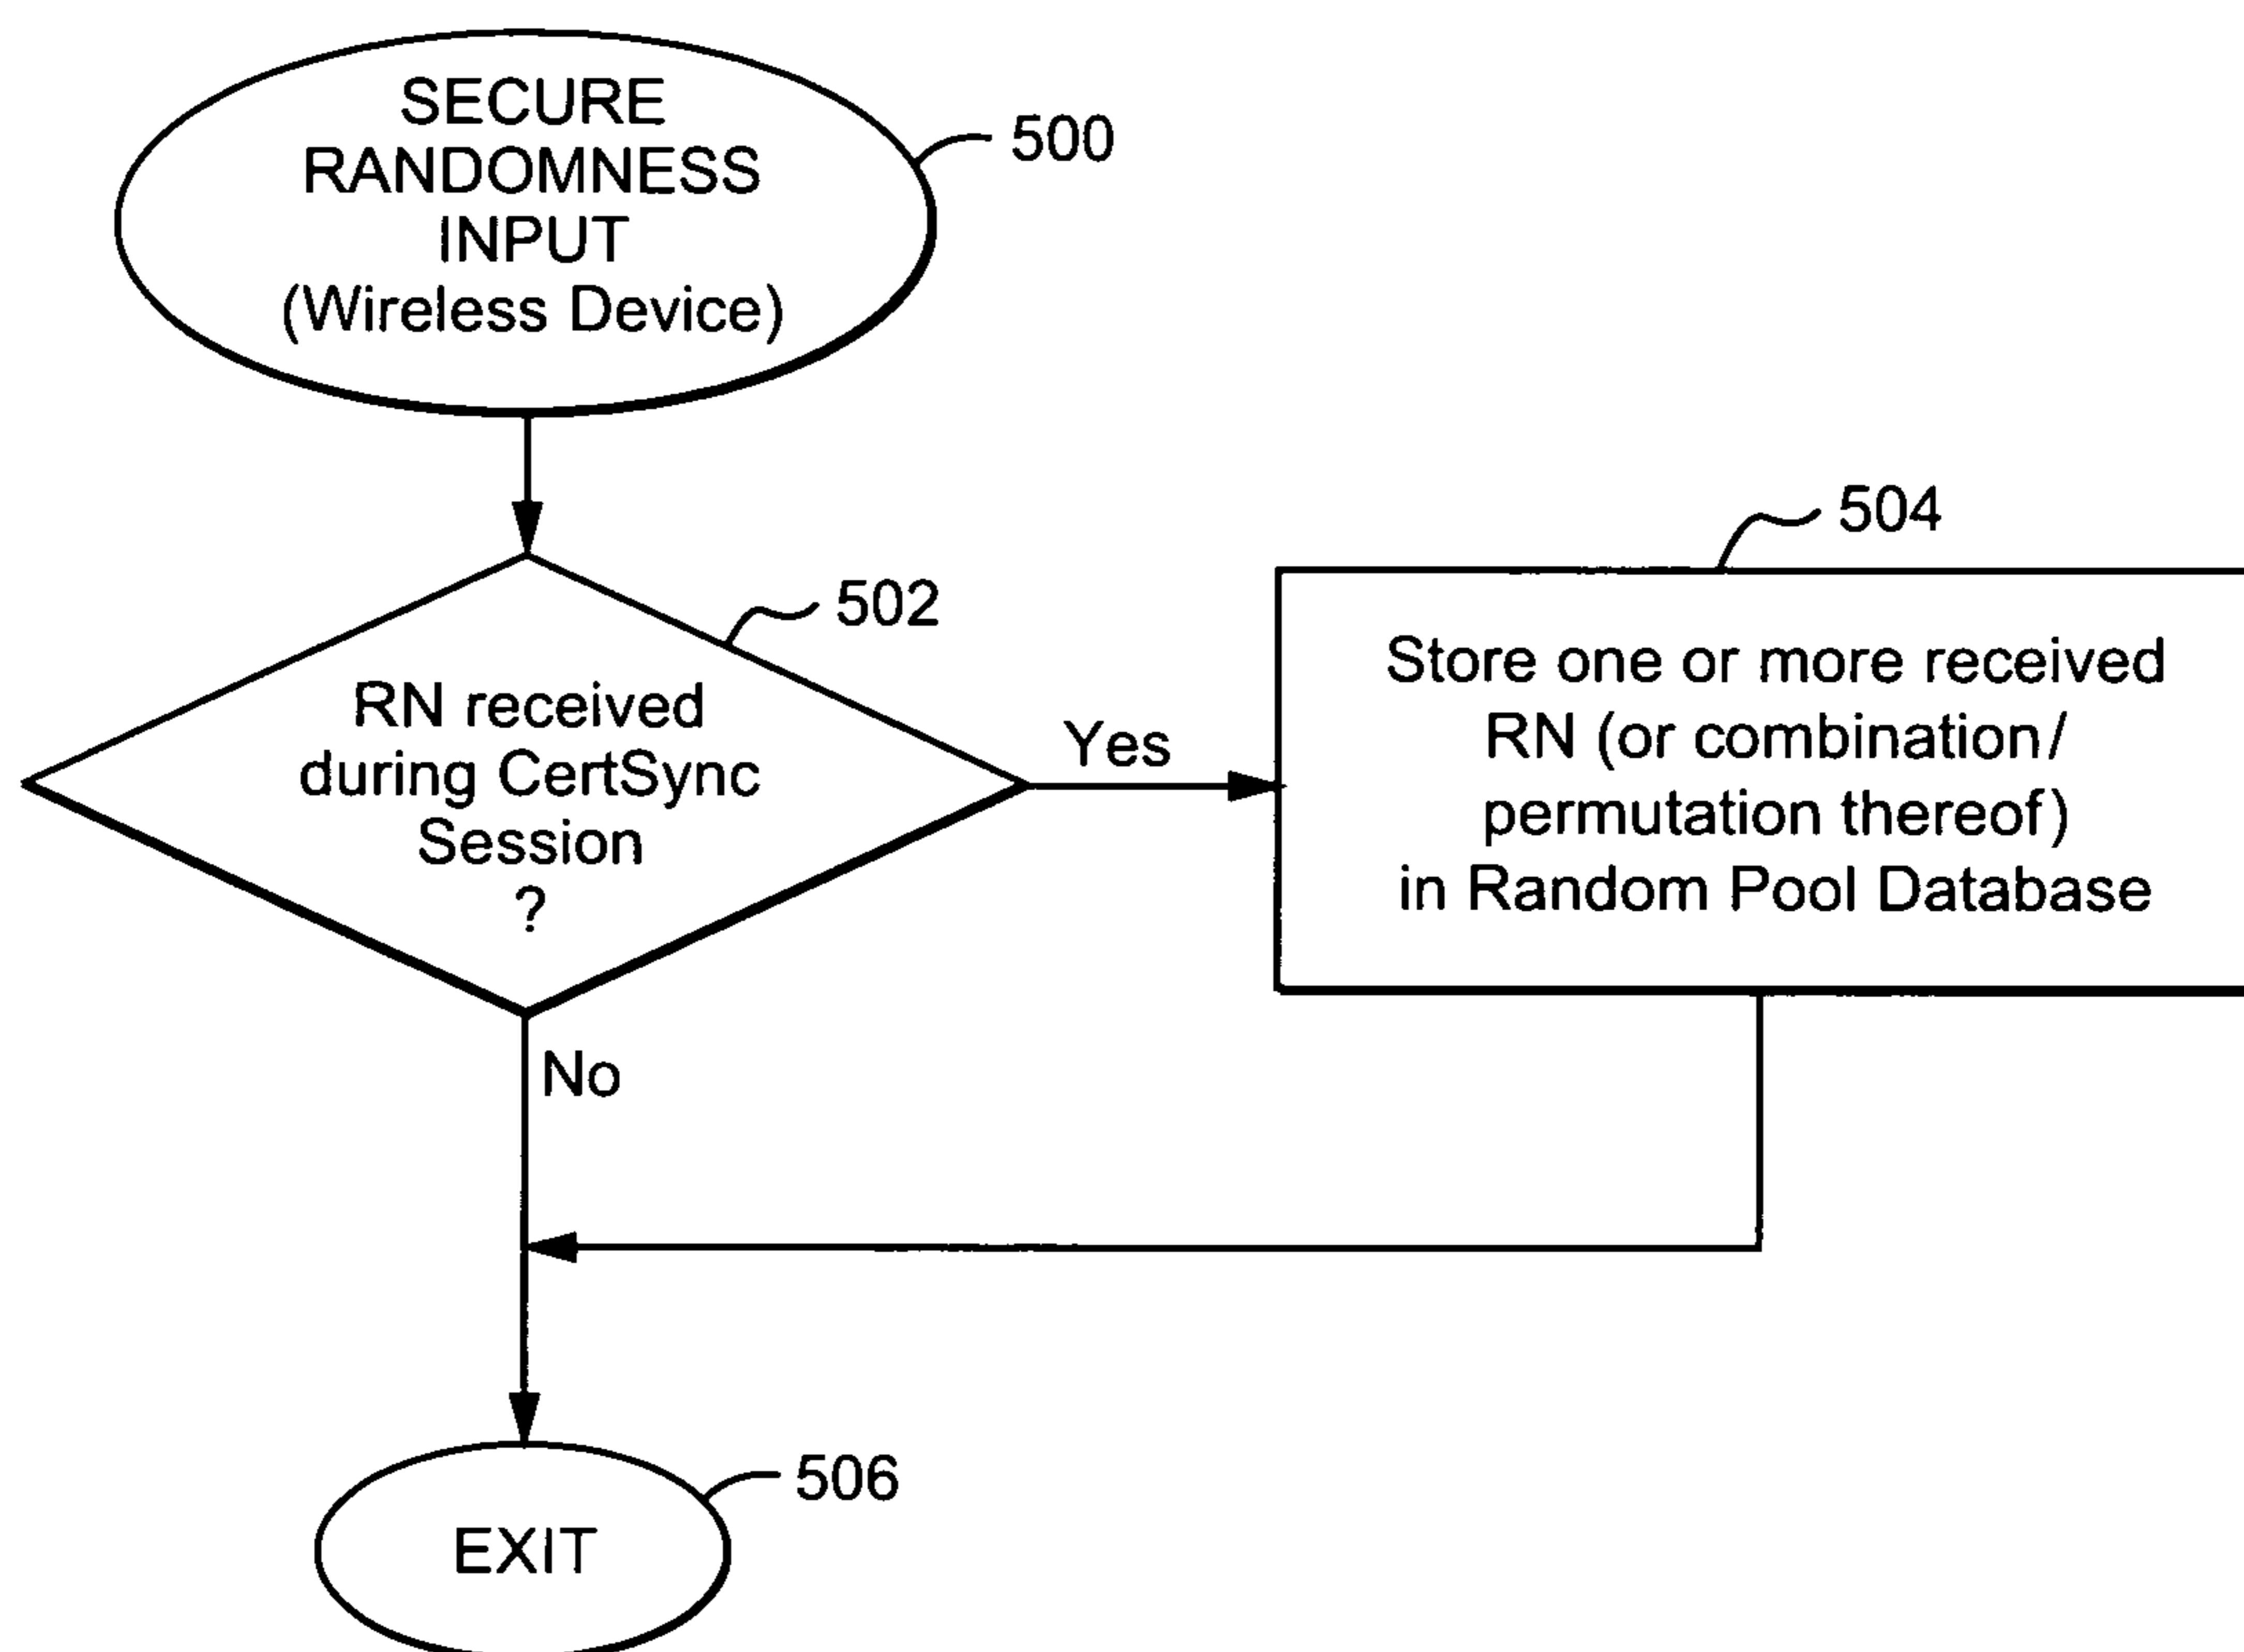 SECURE
RANDOMNESS
INPUT
(Wireless Device)
500
502
RN received
during CertSync
Session
?
Yes
504
Store one or more received
RN (or combination/
permutation thereof)
in Random Pool Database
No
506
EXIT